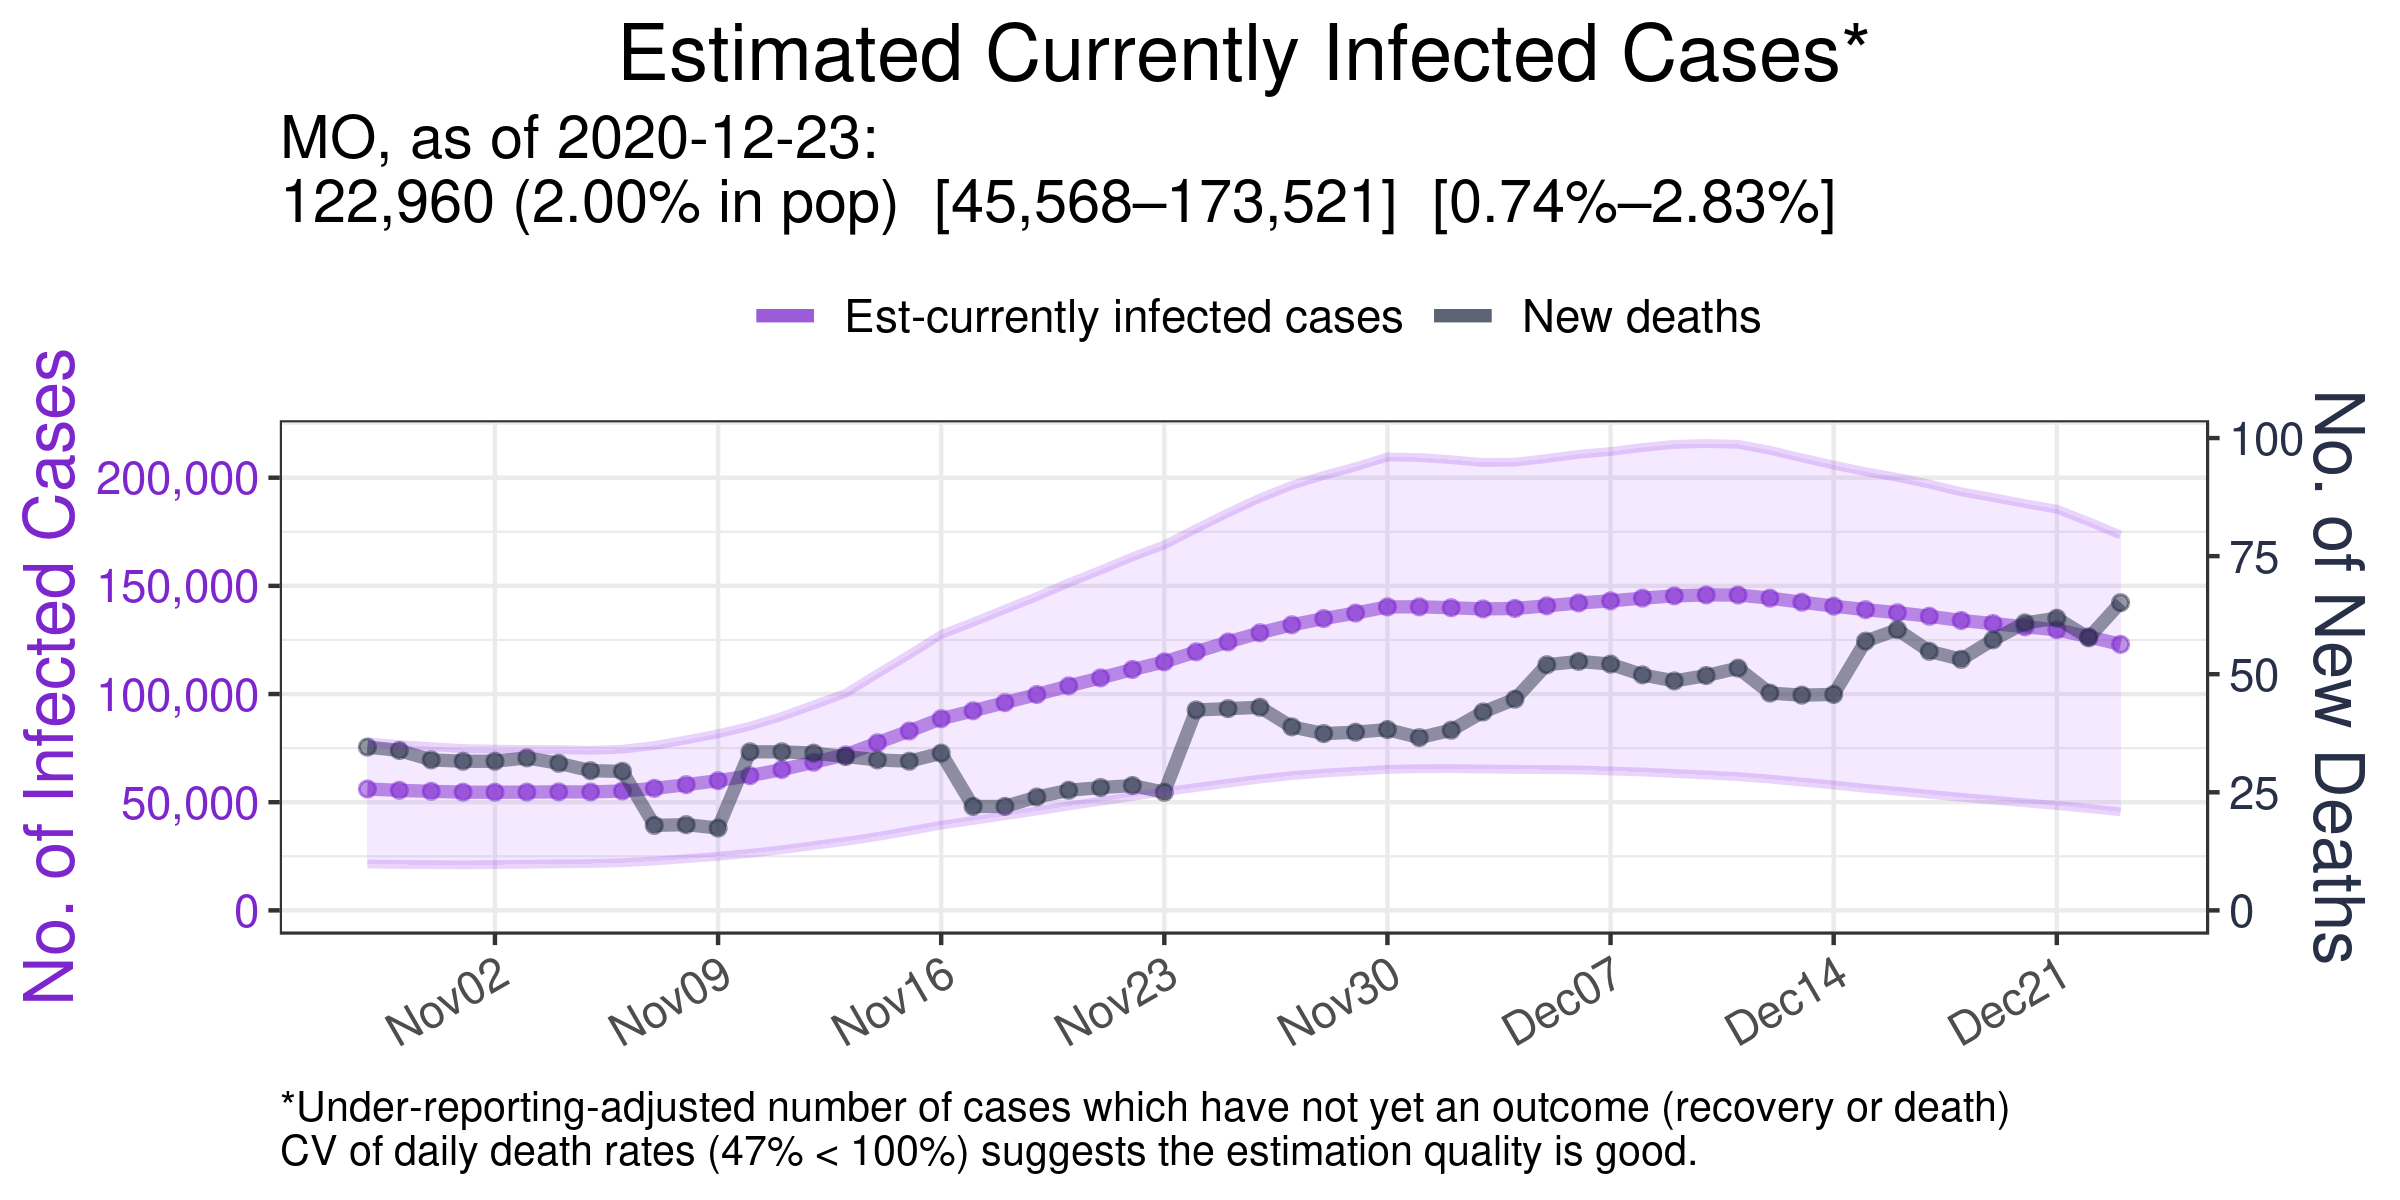 Estimated Currently Infected Cases*
MO, as of 2020-12-23:
122,960 (2.00% in pop) [45,568–173,521] [0.74%–2.83%]
Est-currently infected cases
New deaths
No. of Infected Cases
200,000
150,000
100,000
50,000
0
100
75
50
25
0
No. of New Deaths
Nov02
Nov09
Nov16
Nov23
Nov30
Dec07
Dec14
Dec21
*Under-reporting-adjusted number of cases which have not yet an outcome (recovery or death)
CV of daily death rates (47% < 100%) suggests the estimation quality is good.